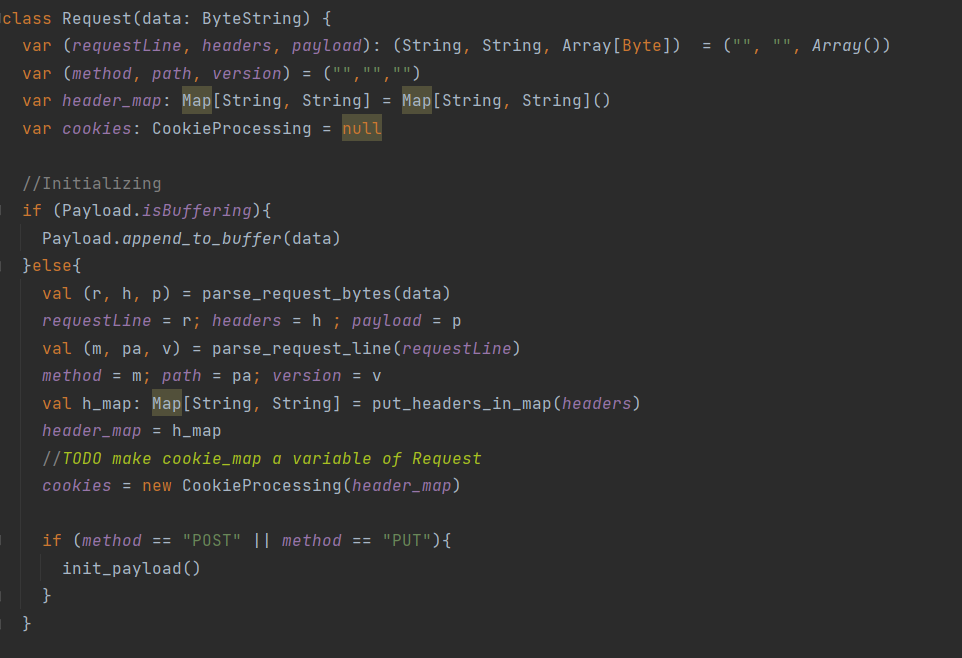 class Request(data: ByteString) {
  var (requestLine, headers, payload): (String, String, Array[Byte])  = ("", "", Array())
  var (method, path, version) = ("","","")
  var header_map: Map[String, String] = Map[String, String]()
  var cookies: CookieProcessing = null

  //Initializing
  if (Payload.isBuffering){
    Payload.append_to_buffer(data)
  }else{
    val (r, h, p) = parse_request_bytes(data)
    requestLine = r; headers = h ; payload = p
    val (m, pa, v) = parse_request_line(requestLine)
    method = m; path = pa; version = v
    val h_map: Map[String, String] = put_headers_in_map(headers)
    header_map = h_map
    //TODO make cookie_map a variable of Request
    cookies = new CookieProcessing(header_map)

    if (method == "POST" || method == "PUT"){
      init_payload()
    }
  }